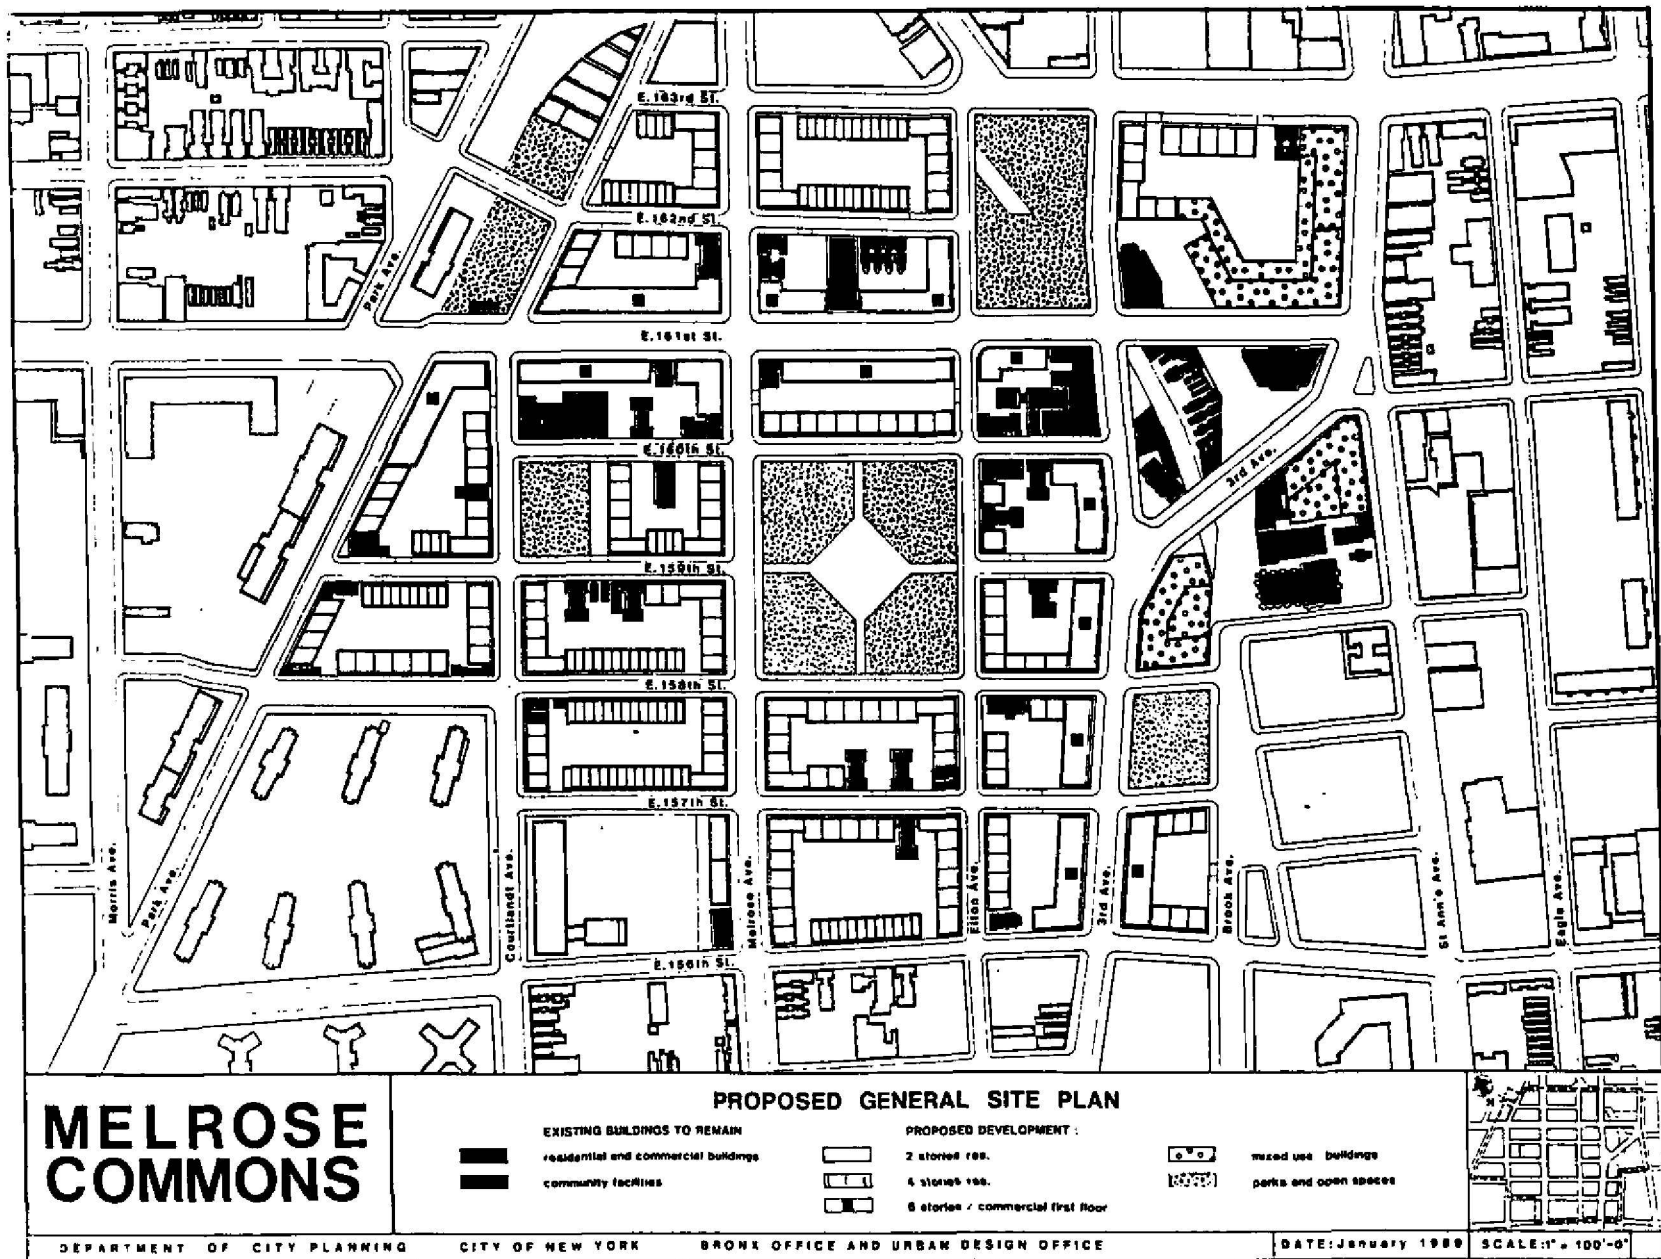 E. 163rd St.
E. 162nd St.
Park Ave.
E. 161st St.
E. 160th St.
3rd Ave.
E. 159th St.
E. 158th St.
E. 157th St.
Morris Ave.
Park Ave.
Courtlandt Ave.
Melrose Ave.
Elton Ave.
3rd Ave.
Brook Ave.
St Ann's Ave.
Eagle Ave.
E. 156th St.
MELROSE
COMMONS
PROPOSED GENERAL SITE PLAN
EXISTING BUILDINGS TO REMAIN
residential and commercial buildings
community facilities
PROPOSED DEVELOPMENT :
2 stories res.
4 stories res.
6 stories / commercial first floor
mixed use buildings
parks and open spaces
DEPARTMENT OF CITY PLANNING CITY OF NEW YORK BRONX OFFICE AND URBAN DESIGN OFFICE
DATE: January 1989 SCALE: 1" = 100'-0"